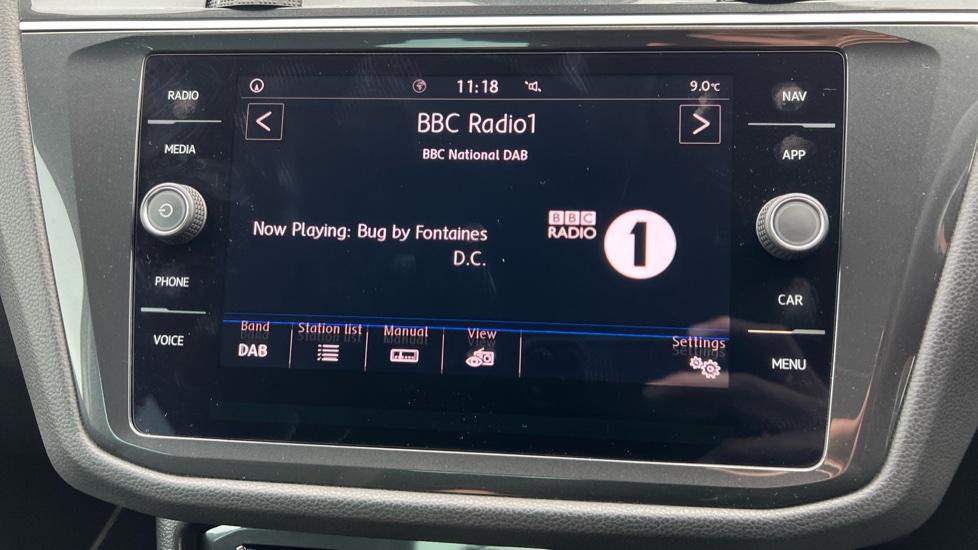 RADIO
MEDIA
PHONE
VOICE
11:18
9.0°C
<
>
BBC Radio1
BBC National DAB
Now Playing: Bug by Fontaines
D.C.
BBC
RADIO
1
Band
DAB
Station list
Manual
View
Settings
NAV
APP
CAR
MENU